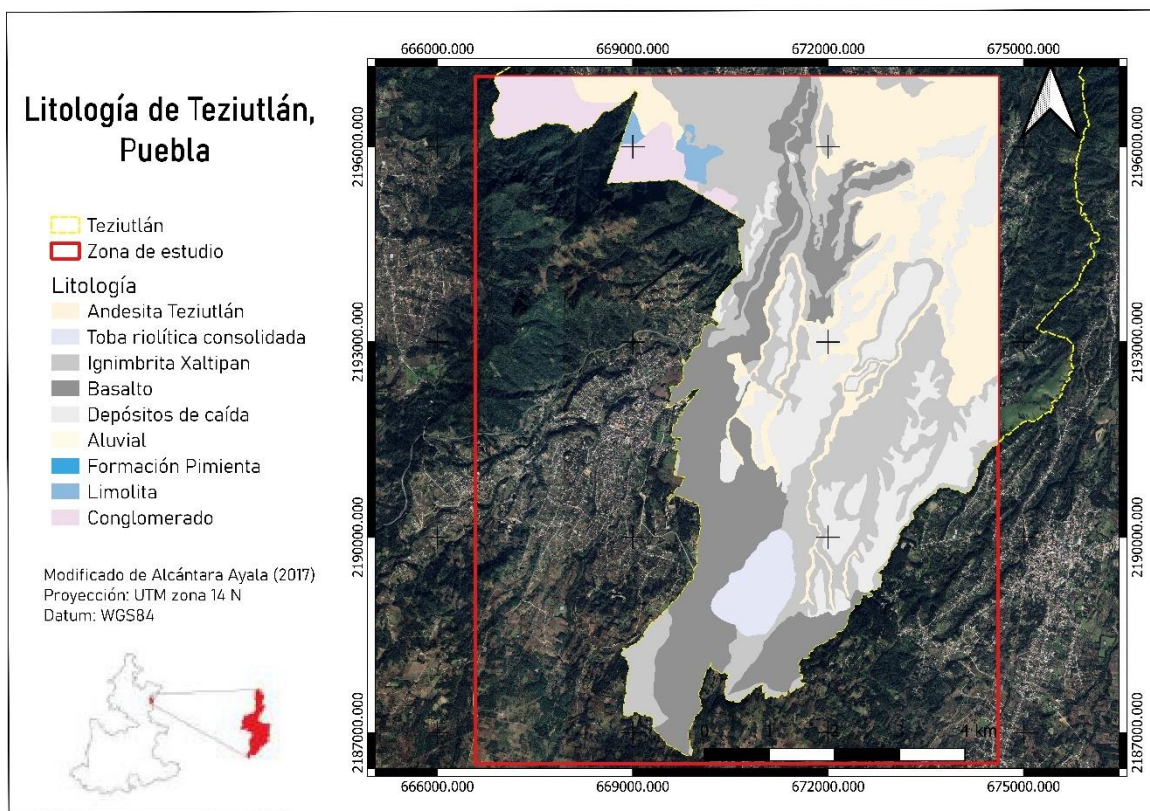 Litología de Teziutlán,
Puebla
Teziutlán
Zona de estudio
Litología
Andesita Teziutlán
Toba riolítica consolidada
Ignimbrita Xaltipan
Basalto
Depósitos de caída
Aluvial
Formación Pimienta
Limolita
Conglomerado
Modificado de Alcántara Ayala (2017)
Proyección: UTM zona 14 N
Datum: WGS84
666000.000 669000.000 672000.000 675000.000
2196000.000 2196000.000
2193000.000 2193000.000
2190000.000 2190000.000
2187000.000 2187000.000
0 1 2 3 4 km
666000.000 669000.000 672000.000 675000.000